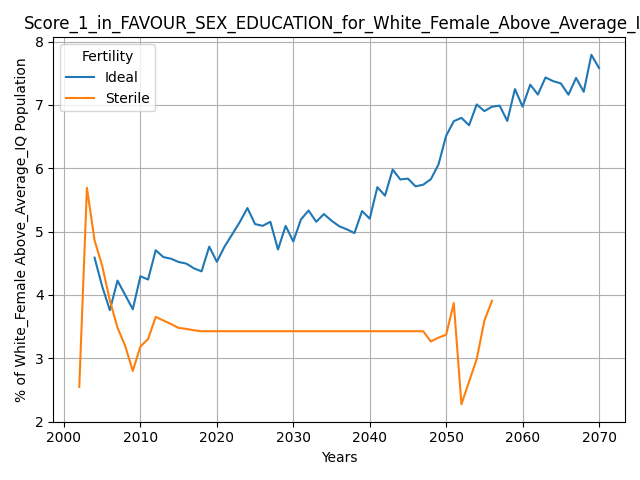 Score_1_in_FAVOUR_SEX_EDUCATION_for_White_Female_Above_Average_I
Fertility
Ideal
Sterile
% of White_Female Above_Average_IQ Population
8
7
6
5
4
3
2
2000 2010 2020 2030 2040 2050 2060 2070
Years